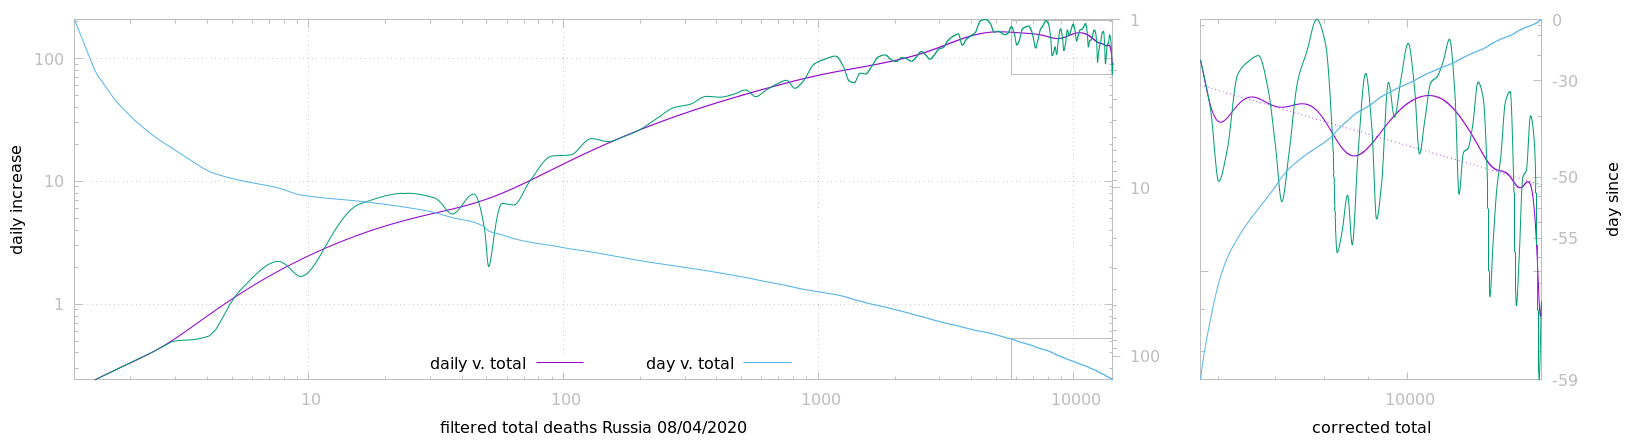 daily increase
100
10
1
daily v. total
day v. total
10
100
1000
10000
filtered total deaths Russia 08/04/2020
1
10
100
10000
corrected total
0
-30
-50
-55
-59
day since